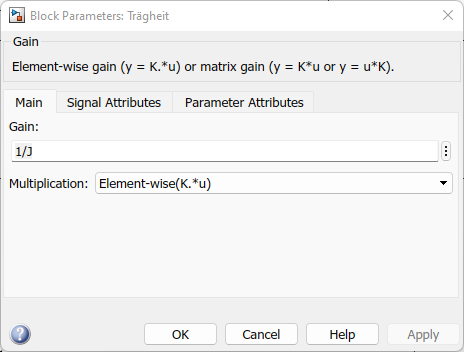 Block Parameters: Trägheit
Gain
Element-wise gain (y = K.*u) or matrix gain (y = K*u or y = u*K).
Main Signal Attributes Parameter Attributes
Gain:
1/J
Multiplication: Element-wise(K.*u)
? OK Cancel Help Apply